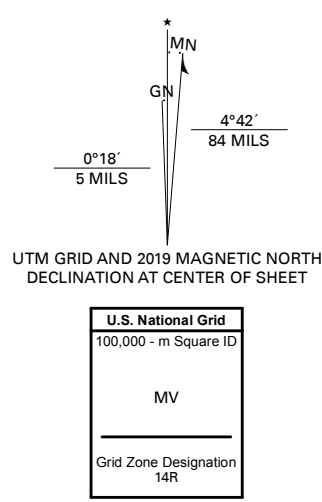 ★
MN
GN
4°42´
84 MILS
0°18´
5 MILS
UTM GRID AND 2019 MAGNETIC NORTH
DECLINATION AT CENTER OF SHEET
U.S. National Grid
100,000 - m Square ID
MV
Grid Zone Designation
14R